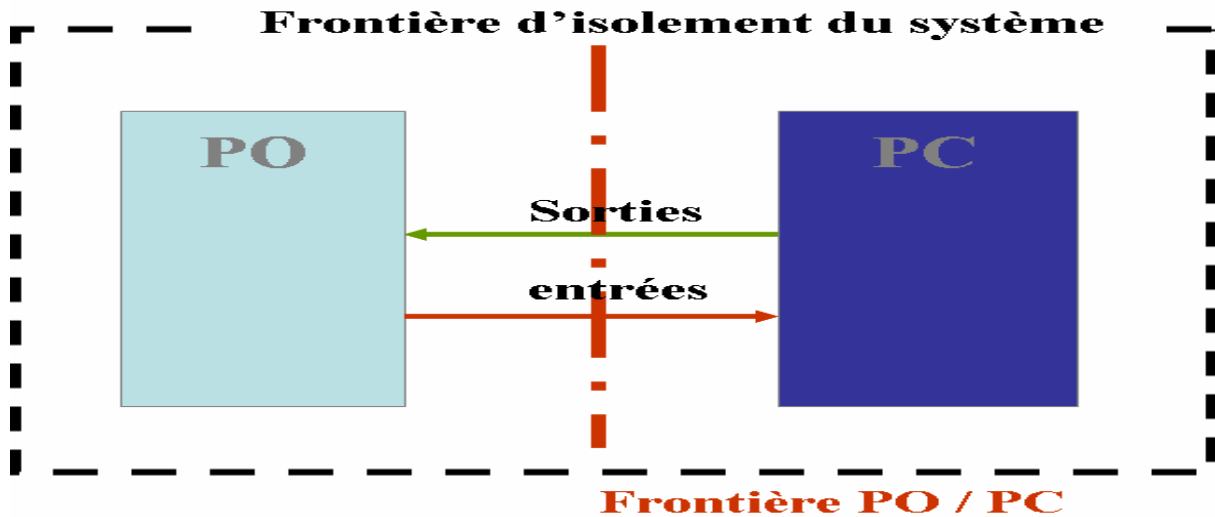 Frontière d'isolement du système
PO
PC
Sorties
entrées
Frontière PO / PC